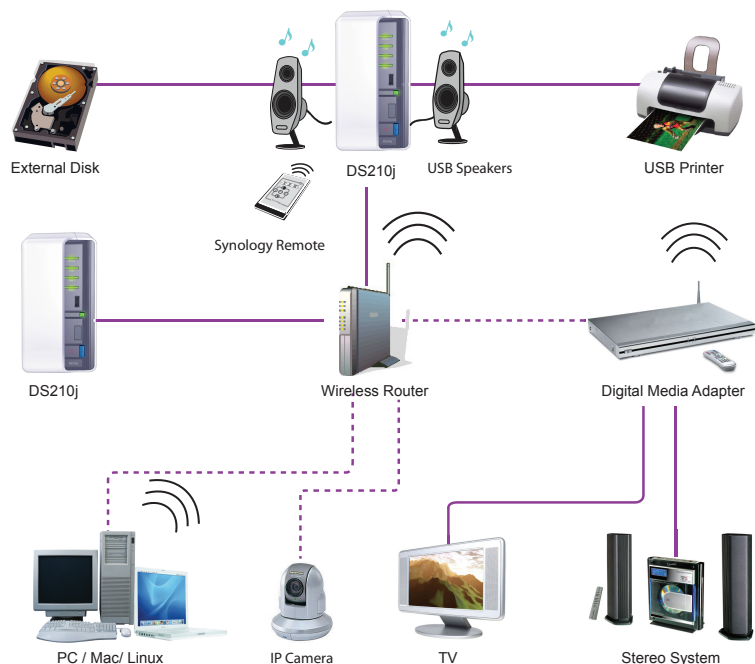 External Disk
DS210j
USB Speakers
USB Printer
Synology Remote
DS210j
Wireless Router
Digital Media Adapter
PC / Mac/ Linux
IP Camera
TV
Stereo System